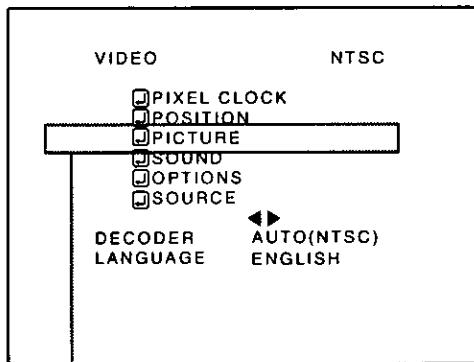 VIDEO NTSC
PIXEL CLOCK
POSITION
PICTURE
SOUND
OPTIONS
SOURCE
DECODER AUTO(NTSC)
LANGUAGE ENGLISH